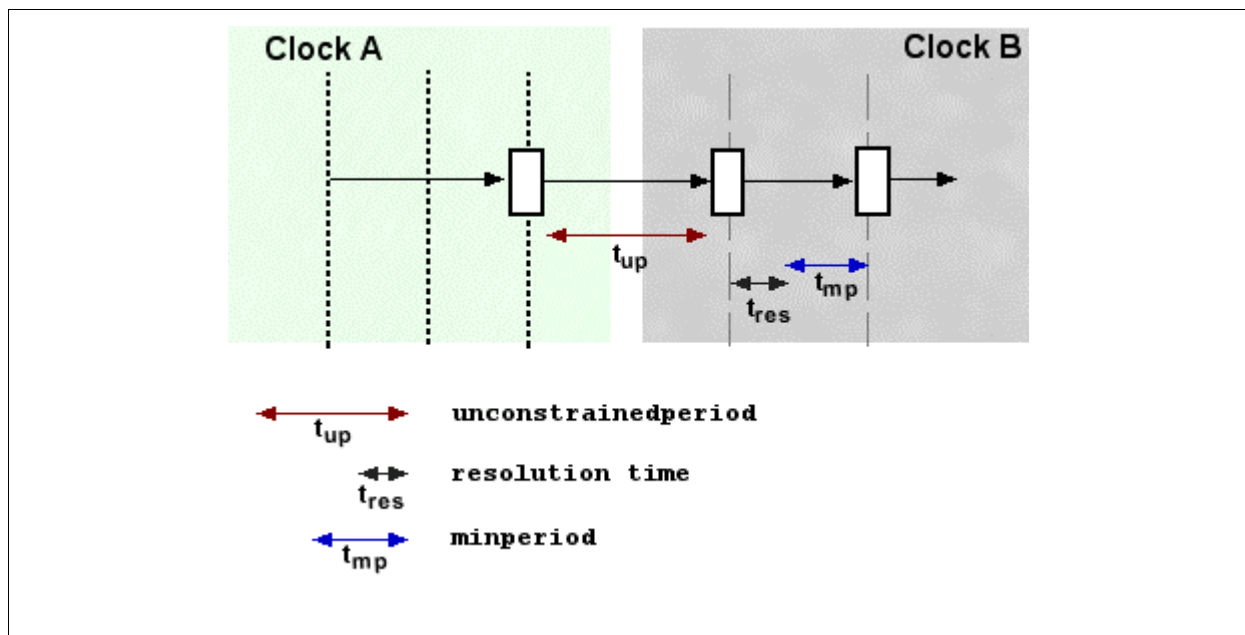 Clock A
Clock B
tup
tres
tmp
tup
unconstrainedperiod
tres
resolution time
tmp
minperiod